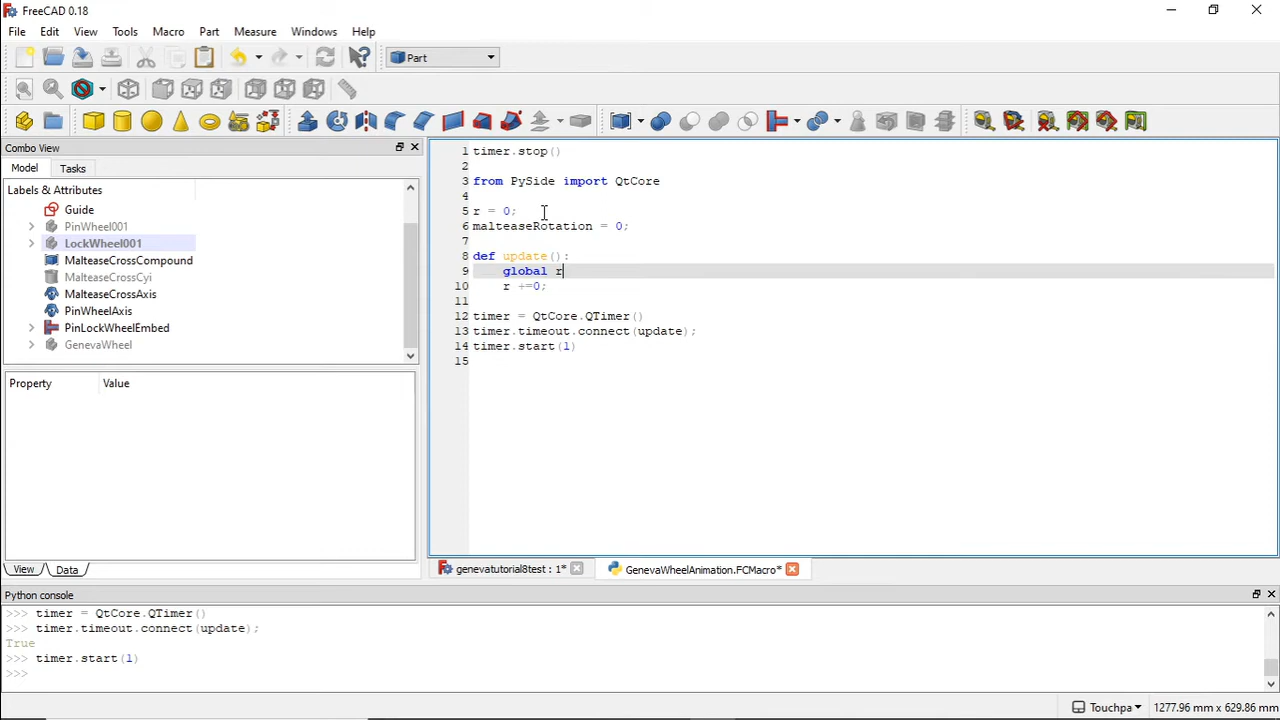 FreeCAD 0.18
File Edit View Tools Macro Part Measure Windows Help
Part
Combo View
Model Tasks
Labels & Attributes
Guide
PinWheel001
LockWheel001
MalteaseCrossCompound
MalteaseCrossCyi
MalteaseCrossAxis
PinWheelAxis
PinLockWheelEmbed
GenevaWheel
Property Value
View Data
1 timer.stop()
2
3 from PySide import QtCore
4
5 r = 0;
6 malteaseRotation = 0;
7
8 def update():
9 global r
10 r +=0;
11
12 timer = QtCore.QTimer()
13 timer.timeout.connect(update);
14 timer.start(1)
15
genevatutorial8test : 1*
GenevaWheelAnimation.FCMacro*
Python console
>>> timer = QtCore.QTimer()
>>> timer.timeout.connect(update);
True
>>> timer.start(1)
>>>
Touchpa 1277.96 mm x 629.86 mm